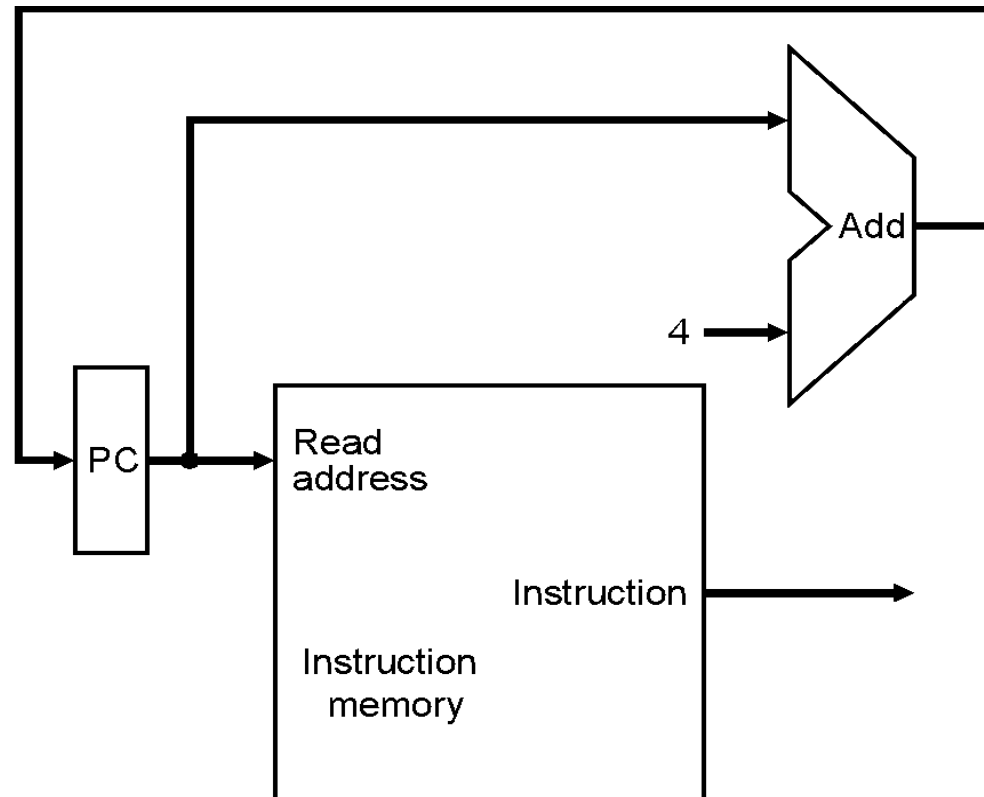 Add
4
PC
Read
address
Instruction
Instruction
memory